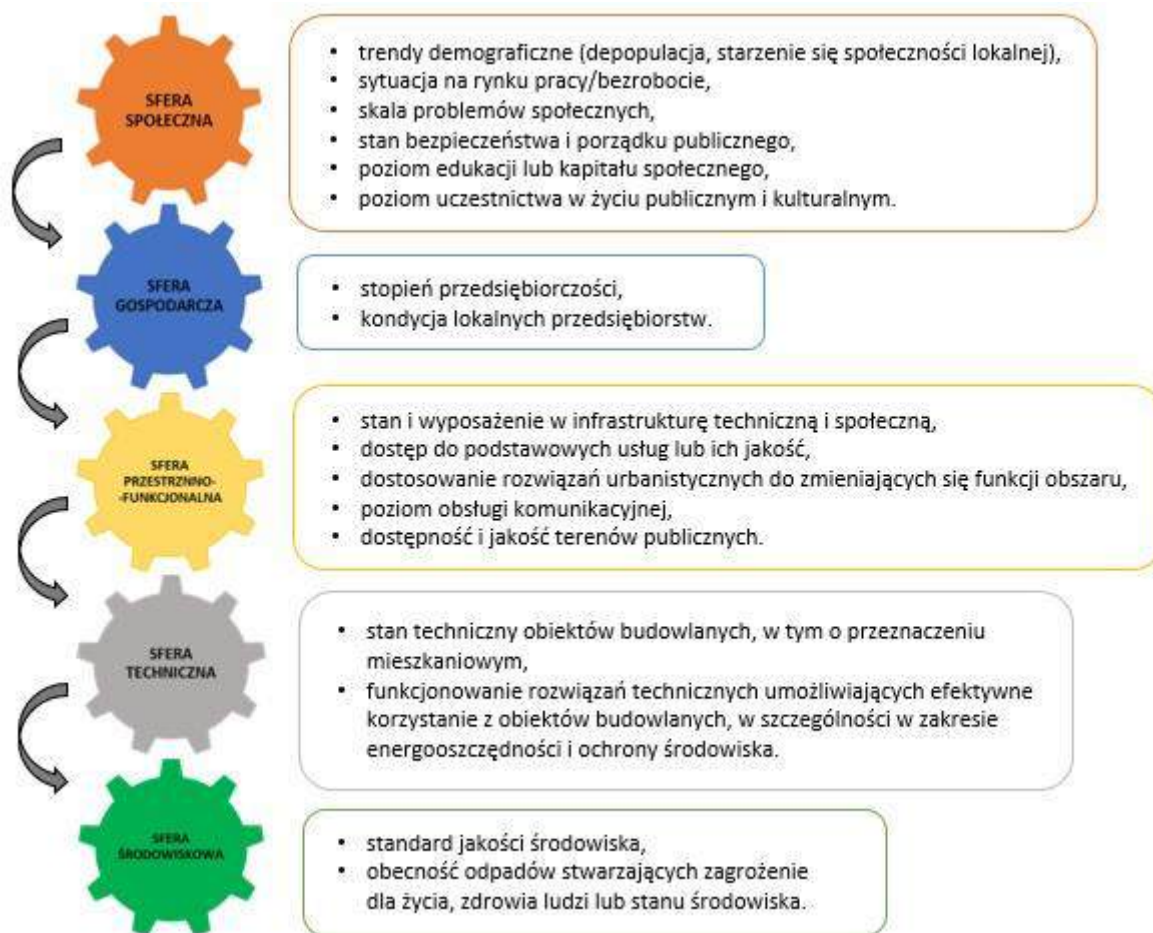 SFERA
SPOŁECZNA
• trendy demograficzne (depopulacja, starzenie się społeczności lokalnej),
• sytuacja na rynku pracy/bezrobocie,
• skala problemów społecznych,
• stan bezpieczeństwa i porządku publicznego,
• poziom edukacji lub kapitału społecznego,
• poziom uczestnictwa w życiu publicznym i kulturalnym.
SFERA
GOSPODARCZA
• stopień przedsiębiorczości,
• kondycja lokalnych przedsiębiorstw.
SFERA
PRZESTRZNNO-
-FUNKCJONALNA
• stan i wyposażenie w infrastrukturę techniczną i społeczną,
• dostęp do podstawowych usług lub ich jakość,
• dostosowanie rozwiązań urbanistycznych do zmieniających się funkcji obszaru,
• poziom obsługi komunikacyjnej,
• dostępność i jakość terenów publicznych.
SFERA
TECHNICZNA
• stan techniczny obiektów budowlanych, w tym o przeznaczeniu
mieszkaniowym,
• funkcjonowanie rozwiązań technicznych umożliwiających efektywne
korzystanie z obiektów budowlanych, w szczególności w zakresie
energooszczędności i ochrony środowiska.
SFERA
ŚRODOWISKOWA
• standard jakości środowiska,
• obecność odpadów stwarzających zagrożenie
dla życia, zdrowia ludzi lub stanu środowiska.